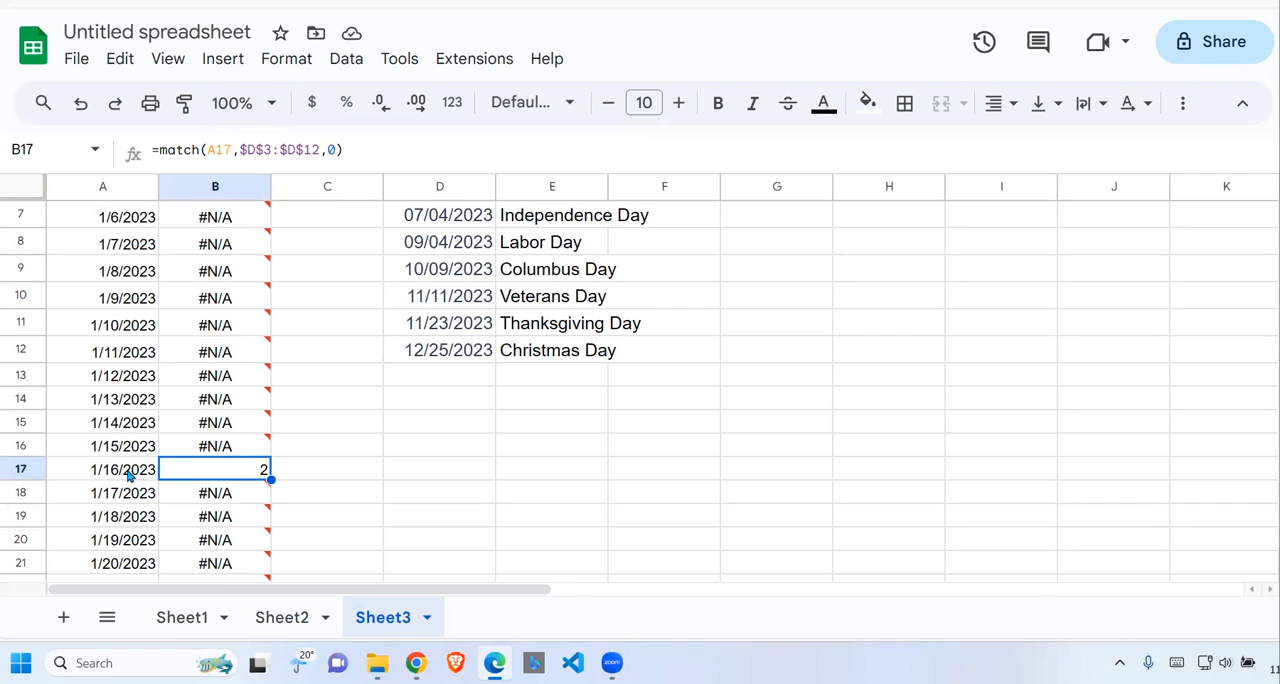 Untitled spreadsheet
Share
File Edit View Insert Format Data Tools Extensions Help
100% $ % .0 .00 123 Defaul... 10 B I A
B17 fx =match(A17,$D$3:$D$12,0)
A B C D E F G H I J K
7 1/6/2023 #N/A 07/04/2023 Independence Day
8 1/7/2023 #N/A 09/04/2023 Labor Day
9 1/8/2023 #N/A 10/09/2023 Columbus Day
10 1/9/2023 #N/A 11/11/2023 Veterans Day
11 1/10/2023 #N/A 11/23/2023 Thanksgiving Day
12 1/11/2023 #N/A 12/25/2023 Christmas Day
13 1/12/2023 #N/A
14 1/13/2023 #N/A
15 1/14/2023 #N/A
16 1/15/2023 #N/A
17 1/16/2023 2
18 1/17/2023 #N/A
19 1/18/2023 #N/A
20 1/19/2023 #N/A
21 1/20/2023 #N/A
Sheet1 Sheet2 Sheet3
Search 20° zoom